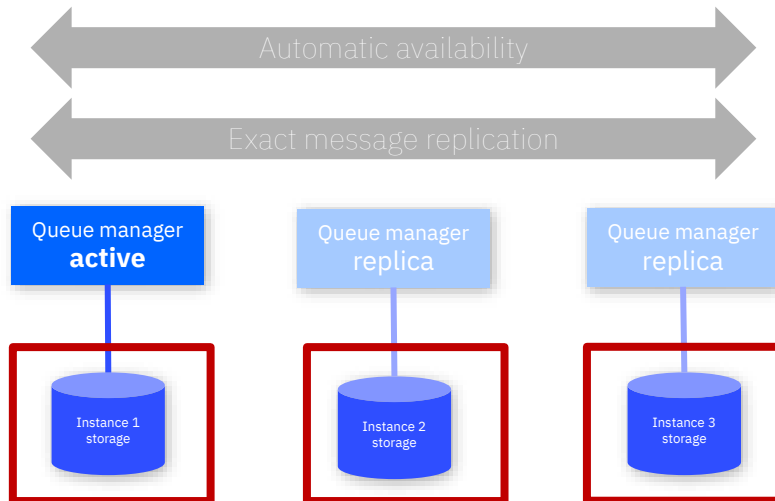 Automatic availability
Exact message replication
Queue manager
active
Queue manager
replica
Queue manager
replica
Instance 1
storage
Instance 2
storage
Instance 3
storage